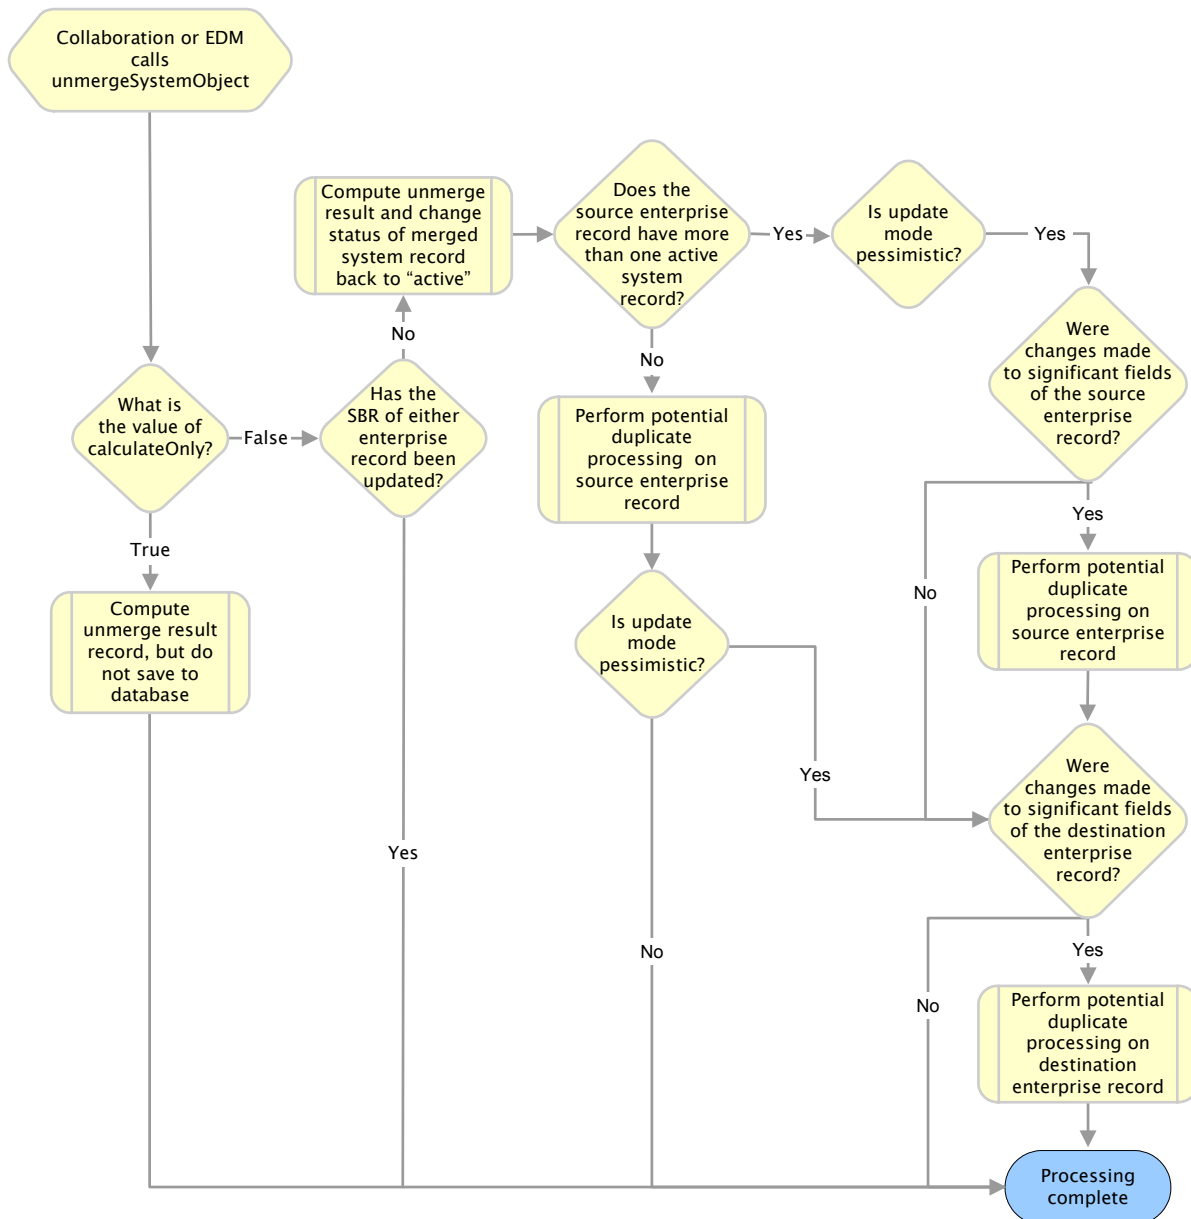 Collaboration or EDM
calls
unmergeSystemObject
Compute unmerge
result and change
status of merged
system record
back to “active”
Does the
source enterprise
record have more
than one active
system
record?
Yes
Is update
mode
pessimistic?
Yes
No
No
Were
changes made
to significant fields
of the source
enterprise
record?
What is
the value of
calculateOnly?
False
Has the
SBR of either
enterprise
record been
updated?
Perform potential
duplicate
processing on
source enterprise
record
Yes
True
No
Perform potential
duplicate
processing on
source enterprise
record
Compute
unmerge result
record, but do
not save to
database
Is update
mode
pessimistic?
Yes
Were
changes made
to significant fields
of the destination
enterprise
record?
Yes
No
Yes
No
Perform potential
duplicate
processing on
destination
enterprise record
Processing
complete